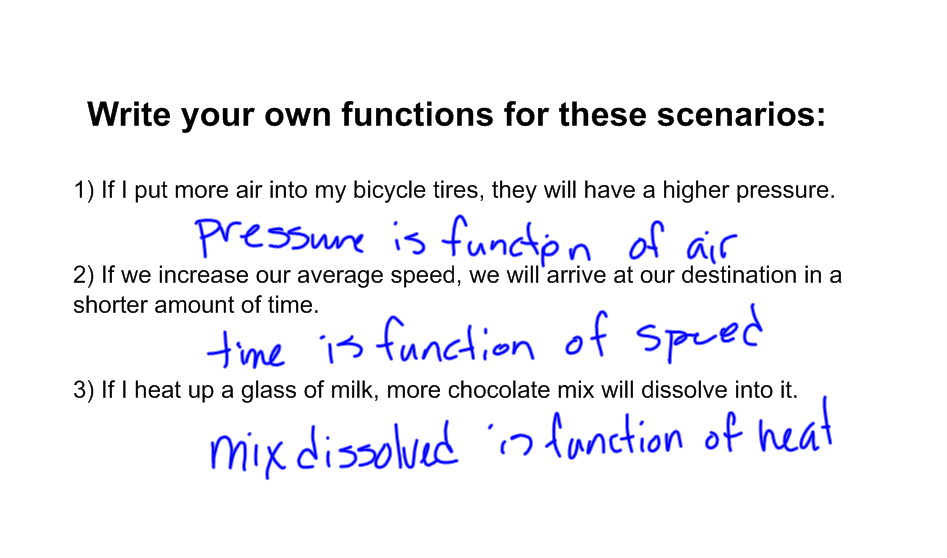 Write your own functions for these scenarios:
1) If I put more air into my bicycle tires, they will have a higher pressure.
Pressure is function of air
2) If we increase our average speed, we will arrive at our destination in a
shorter amount of time.
time is function of speed
3) If I heat up a glass of milk, more chocolate mix will dissolve into it.
mix dissolved is function of heat